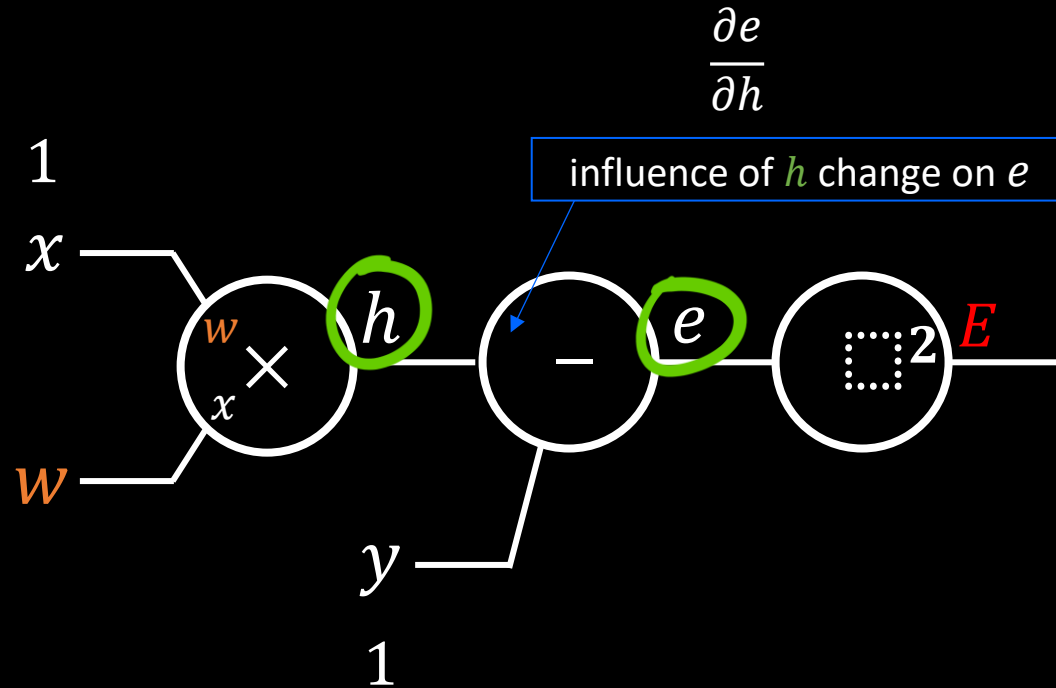 ∂e
∂h
1
influence of h change on e
x
w
h
e
E
×
−
2
x
w
y
1